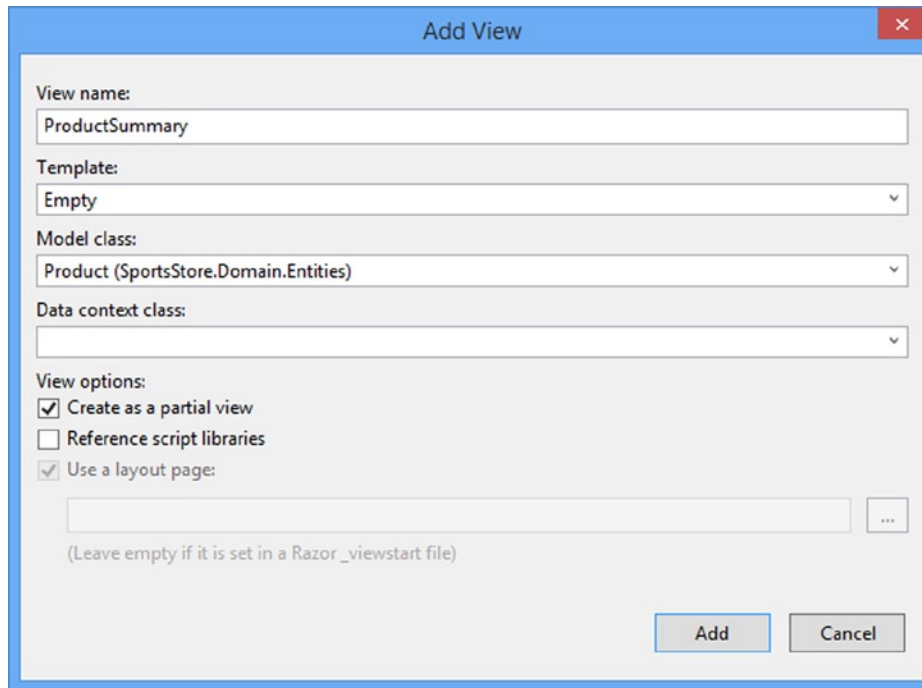 Add View
View name:
ProductSummary
Template:
Empty
Model class:
Product (SportsStore.Domain.Entities)
Data context class:
View options:
Create as a partial view
Reference script libraries
Use a layout page:
...
(Leave empty if it is set in a Razor _viewstart file)
Add Cancel